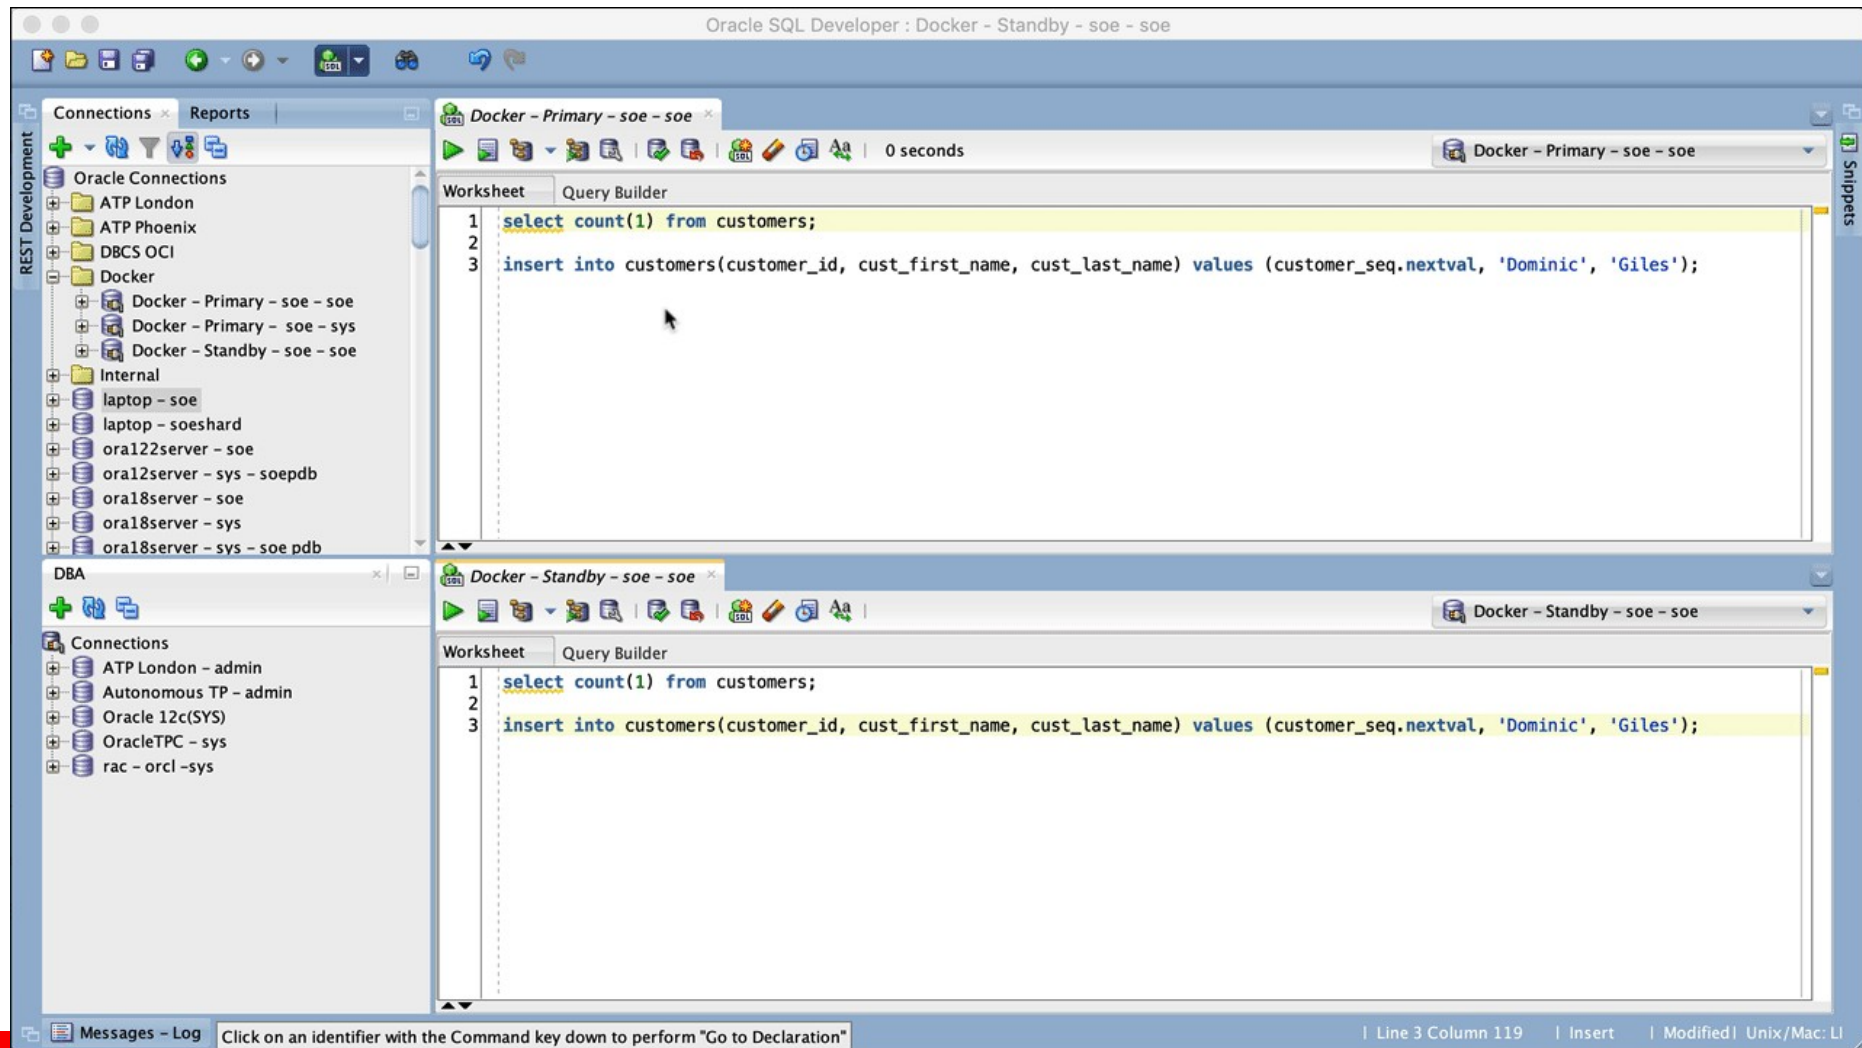 Oracle SQL Developer : Docker - Standby - soe - soe
REST Development
Connections
Reports
Oracle Connections
ATP London
ATP Phoenix
DBCS OCI
Docker
Docker – Primary – soe – soe
Docker – Primary – soe – sys
Docker – Standby – soe – soe
Internal
laptop – soe
laptop – soeshard
ora122server – soe
ora12server – sys – soepdb
ora18server – soe
ora18server – sys
ora18server – sys – soe pdb
DBA
Connections
ATP London – admin
Autonomous TP – admin
Oracle 12c(SYS)
OracleTPC – sys
rac – orcl –sys
Docker – Primary – soe – soe
0 seconds
Docker – Primary – soe – soe
Worksheet
Query Builder
1 select count(1) from customers;
2
3 insert into customers(customer_id, cust_first_name, cust_last_name) values (customer_seq.nextval, 'Dominic', 'Giles');
Docker – Standby – soe – soe
Docker – Standby – soe – soe
Worksheet
Query Builder
1 select count(1) from customers;
2
3 insert into customers(customer_id, cust_first_name, cust_last_name) values (customer_seq.nextval, 'Dominic', 'Giles');
Snippets
Messages – Log
Click on an identifier with the Command key down to perform "Go to Declaration"
| Line 3 Column 119 | Insert | Modified| Unix/Mac: LI